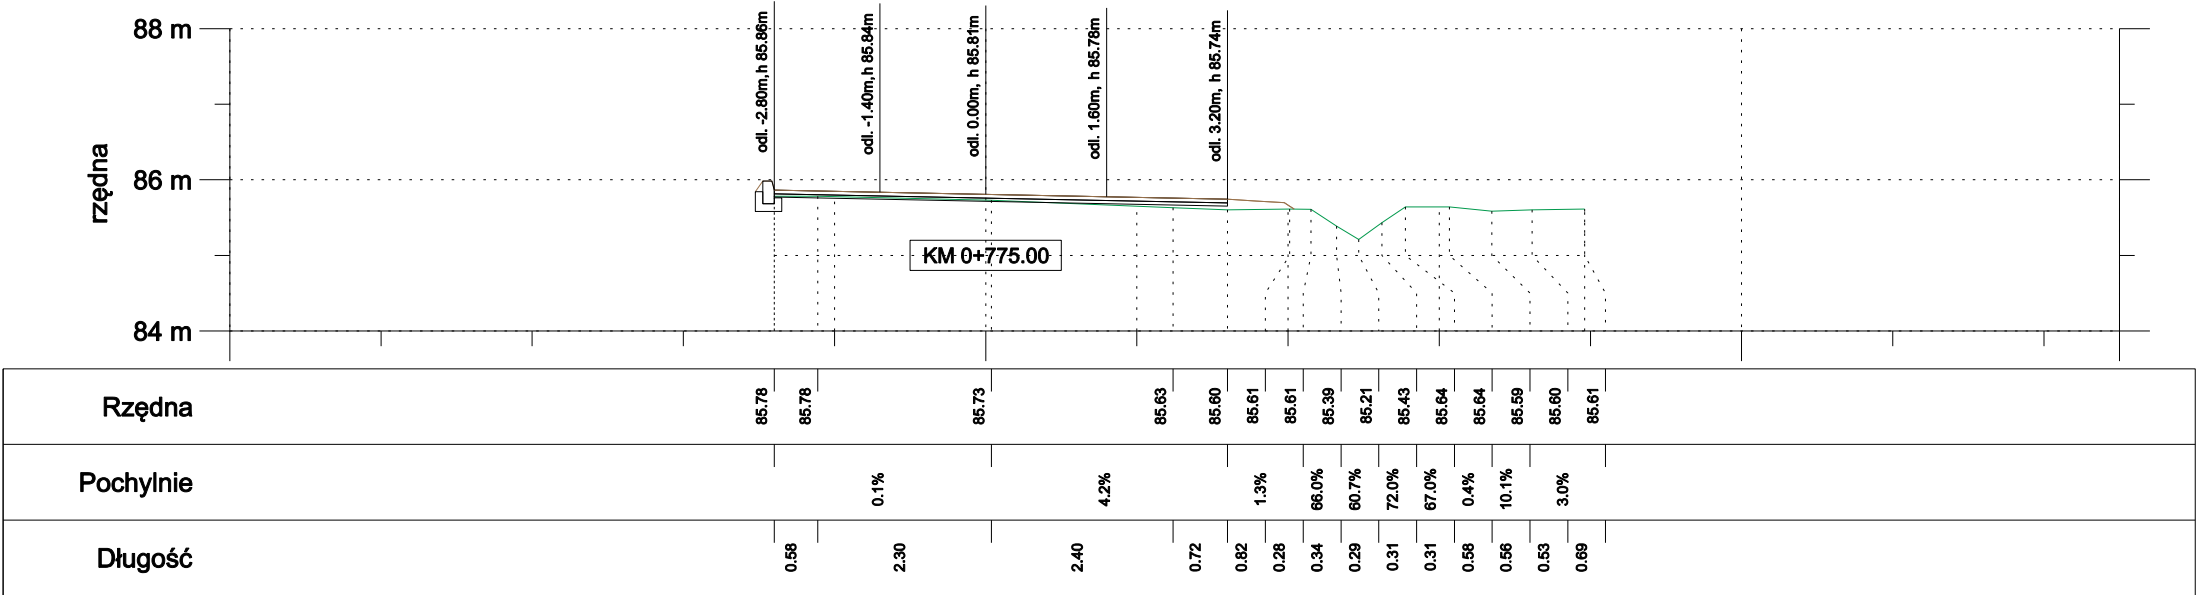 88 m
86 m
84 m
rzędna
odl. -2.80m,h 85.86m
odl. -1.40m,h 85.84m
odl. 0.00m, h 85.81m
odl. 1.60m, h 85.78m
odl. 3.20m, h 85.74m
KM 0+775.00
Rzędna
85.78 85.78 85.73 85.63 85.60 85.61 85.61 85.39 85.21 85.43 85.64 85.64 85.59 85.60 85.61
Pochylnie
0.1% 4.2% 1.3% 66.0% 60.7% 72.0% 67.0% 0.4% 10.1% 3.0%
Długość
0.58 2.30 2.40 0.72 0.82 0.28 0.34 0.29 0.31 0.31 0.58 0.56 0.53 0.69